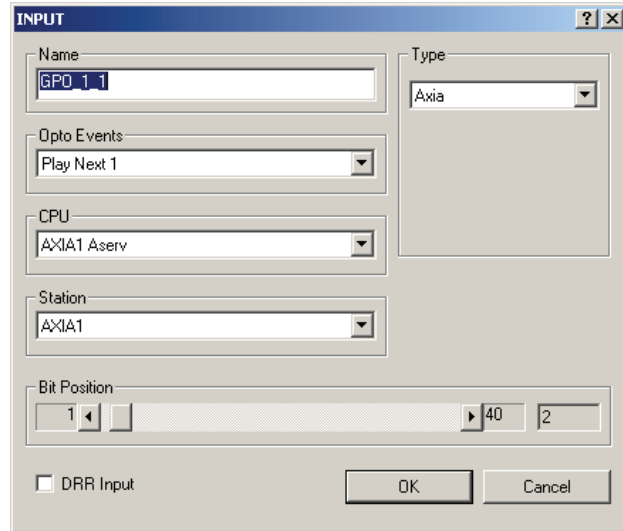 INPUT
Name
GPO_1_1
Type
Axia
Opto Events
Play Next 1
CPU
AXIA1 Aserv
Station
AXIA1
Bit Position
1 40 2
DRR Input
OK Cancel